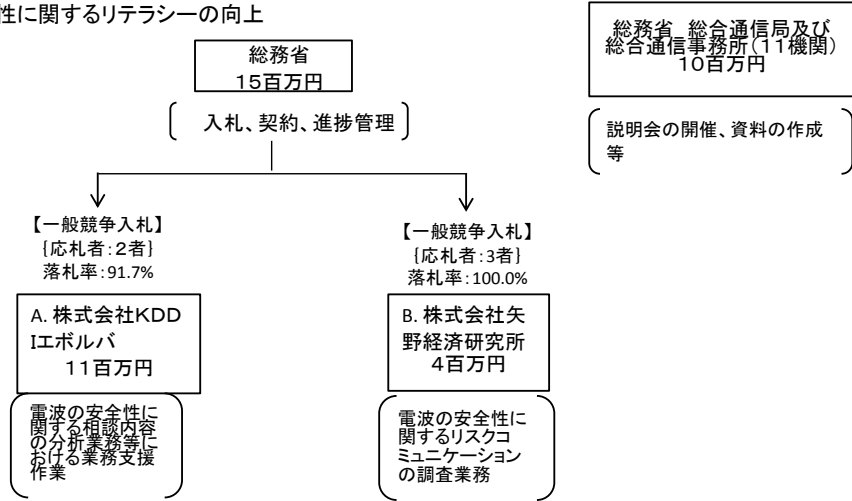 性に関するリテラシーの向上
総務省
15百万円
入札、契約、進捗管理
総務省 総合通信局及び
総合通信事務所(11機関)
10百万円
説明会の開催、資料の作成
等
【一般競争入札】
{応札者:2者}
落札率:91.7%
【一般競争入札】
{応札者:3者}
落札率:100.0%
A. 株式会社KDD
Iエボルバ
11百万円
B. 株式会社矢
野経済研究所
4百万円
電波の安全性に
関する相談内容
の分析業務等に
おける業務支援
作業
電波の安全性に
関するリスクコ
ミュニケーション
の調査業務